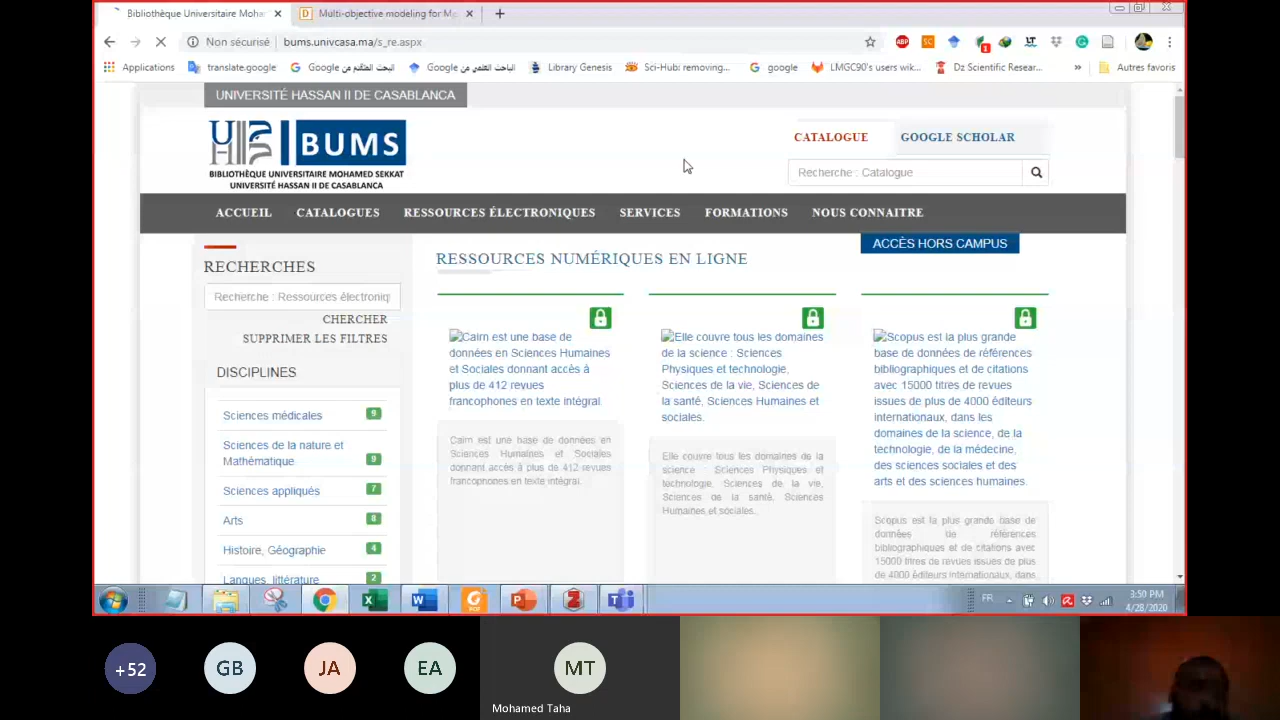 Bibliothèque Universitaire Moham
Multi-objective modeling for Mo
Non sécurisé
bums.univcasa.ma/s_re.aspx
ABP
SC
1
Applications
translate.google
Google البحث المتقدم من
Google الباحث العلمي من
Library Genesis
Sci-Hub: removing...
google
LMGC90's users wik...
Dz Scientific Resear...
»
Autres favoris
UNIVERSITÉ HASSAN II DE CASABLANCA
BUMS
BIBLIOTHÈQUE UNIVERSITAIRE MOHAMED SEKKAT
UNIVERSITÉ HASSAN II DE CASABLANCA
CATALOGUE
GOOGLE SCHOLAR
Recherche : Catalogue
ACCUEIL
CATALOGUES
RESSOURCES ÉLECTRONIQUES
SERVICES
FORMATIONS
NOUS CONNAITRE
ACCÈS HORS CAMPUS
RECHERCHES
Recherche : Ressources électroniq
CHERCHER
SUPPRIMER LES FILTRES
DISCIPLINES
Sciences médicales 9
Sciences de la nature et
Mathématique 9
Sciences appliqués 7
Arts 8
Histoire, Géographie 4
Langues, littérature 2
RESSOURCES NUMÉRIQUES EN LIGNE
Cairn est une base de
données en Sciences Humaines
et Sociales donnant accès à
plus de 412 revues
francophones en texte intégral.
Cairn est une base de données en
Sciences Humaines et Sociales
donnant accès à plus de 412 revues
francophones en texte intégral.
Elle couvre tous les domaines
de la science : Sciences
Physiques et technologie,
Sciences de la vie, Sciences de
la santé, Sciences Humaines et
sociales.
Elle couvre tous les domaines de la
science : Sciences Physiques et
technologie, Sciences de la vie,
Sciences de la santé, Sciences
Humaines et sociales.
Scopus est la plus grande
base de données de références
bibliographiques et de citations
avec 15000 titres de revues
issues de plus de 4000 éditeurs
internationaux, dans les
domaines de la science, de la
technologie, de la médecine,
des sciences sociales et des
arts et des sciences humaines.
Scopus est la plus grande base de
données de références
bibliographiques et de citations avec
15000 titres de revues issues de plus
de 4000 éditeurs internationaux, dans
FR
3:50 PM
4/28/2020
+52
GB
JA
EA
MT
Mohamed Taha